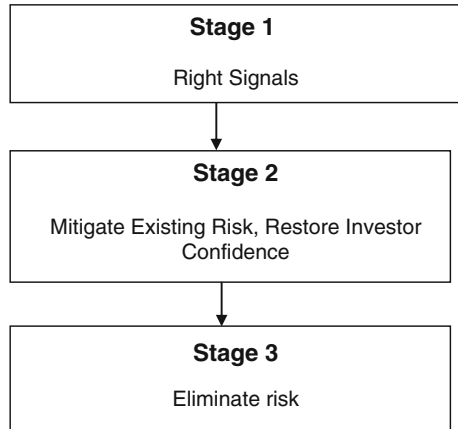 Stage 1
Right Signals
Stage 2
Mitigate Existing Risk, Restore Investor
Confidence
Stage 3
Eliminate risk